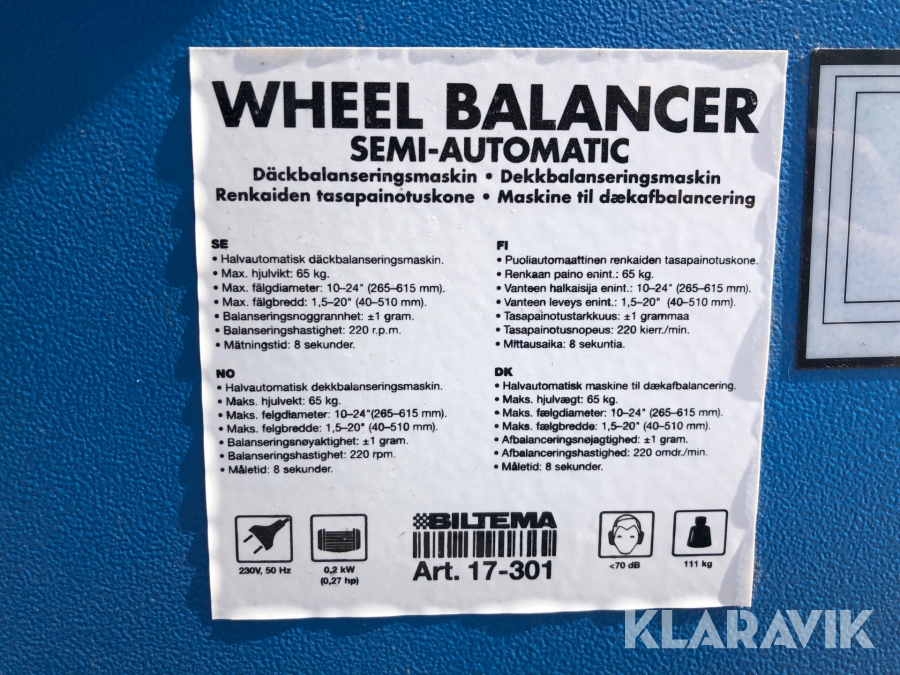 WHEEL BALANCER
SEMI-AUTOMATIC
Däckbalanseringsmaskin • Dekkbalanseringsmaskin
Renkaiden tasapainotuskone • Maskine til dækafbalancering
SE
• Halvautomatisk däckbalanseringsmaskin.
• Max. hjulvikt: 65 kg.
• Max. fälgdiameter: 10–24" (265–615 mm).
• Max. fälgbredd: 1,5–20" (40–510 mm).
• Balanseringsnoggrannhet: ±1 gram.
• Balanseringshastighet: 220 r.p.m.
• Mätningstid: 8 sekunder.
FI
• Puoliautomaattinen renkaiden tasapainotuskone.
• Renkaan paino enint.: 65 kg.
• Vanteen halkaisija enint.: 10–24" (265–615 mm).
• Vanteen leveys enint.: 1,5–20" (40–510 mm).
• Tasapainotustarkkuus: ±1 grammaa
• Tasapainotusnopeus: 220 kierr./min.
• Mittausaika: 8 sekuntia.
NO
• Halvautomatisk dekkbalanseringsmaskin.
• Maks. hjulvekt: 65 kg.
• Maks. felgdiameter: 10–24"(265–615 mm).
• Maks. felgbredde: 1,5–20" (40–510 mm).
• Balanseringsnøyaktighet: ±1 gram.
• Balanseringshastighet: 220 rpm.
• Måletid: 8 sekunder.
DK
• Halvautomatisk maskine til dækafbalancering.
• Maks. hjulvægt: 65 kg.
• Maks. fælgdiameter: 10–24"(265–615 mm).
• Maks. fælgbredde: 1,5–20" (40–510 mm).
• Afbalanceringsnøjagtighed: ±1 gram.
• Afbalanceringshastighed: 220 omdr./min.
• Måletid: 8 sekunder.
230V, 50 Hz
0,2 kW
(0,27 hp)
BILTEMA
Art. 17-301
<70 dB
111 kg
KLARAVIK